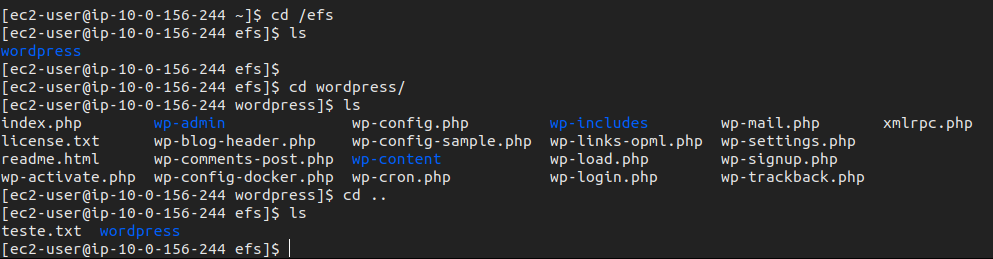 [ec2-user@ip-10-0-156-244 ~]$ cd /efs
[ec2-user@ip-10-0-156-244 efs]$ ls
wordpress
[ec2-user@ip-10-0-156-244 efs]$
[ec2-user@ip-10-0-156-244 efs]$ cd wordpress/
[ec2-user@ip-10-0-156-244 wordpress]$ ls
index.php wp-admin wp-config.php wp-includes wp-mail.php xmlrpc.php
license.txt wp-blog-header.php wp-config-sample.php wp-links-opml.php wp-settings.php
readme.html wp-comments-post.php wp-content wp-load.php wp-signup.php
wp-activate.php wp-config-docker.php wp-cron.php wp-login.php wp-trackback.php
[ec2-user@ip-10-0-156-244 wordpress]$ cd ..
[ec2-user@ip-10-0-156-244 efs]$ ls
teste.txt wordpress
[ec2-user@ip-10-0-156-244 efs]$